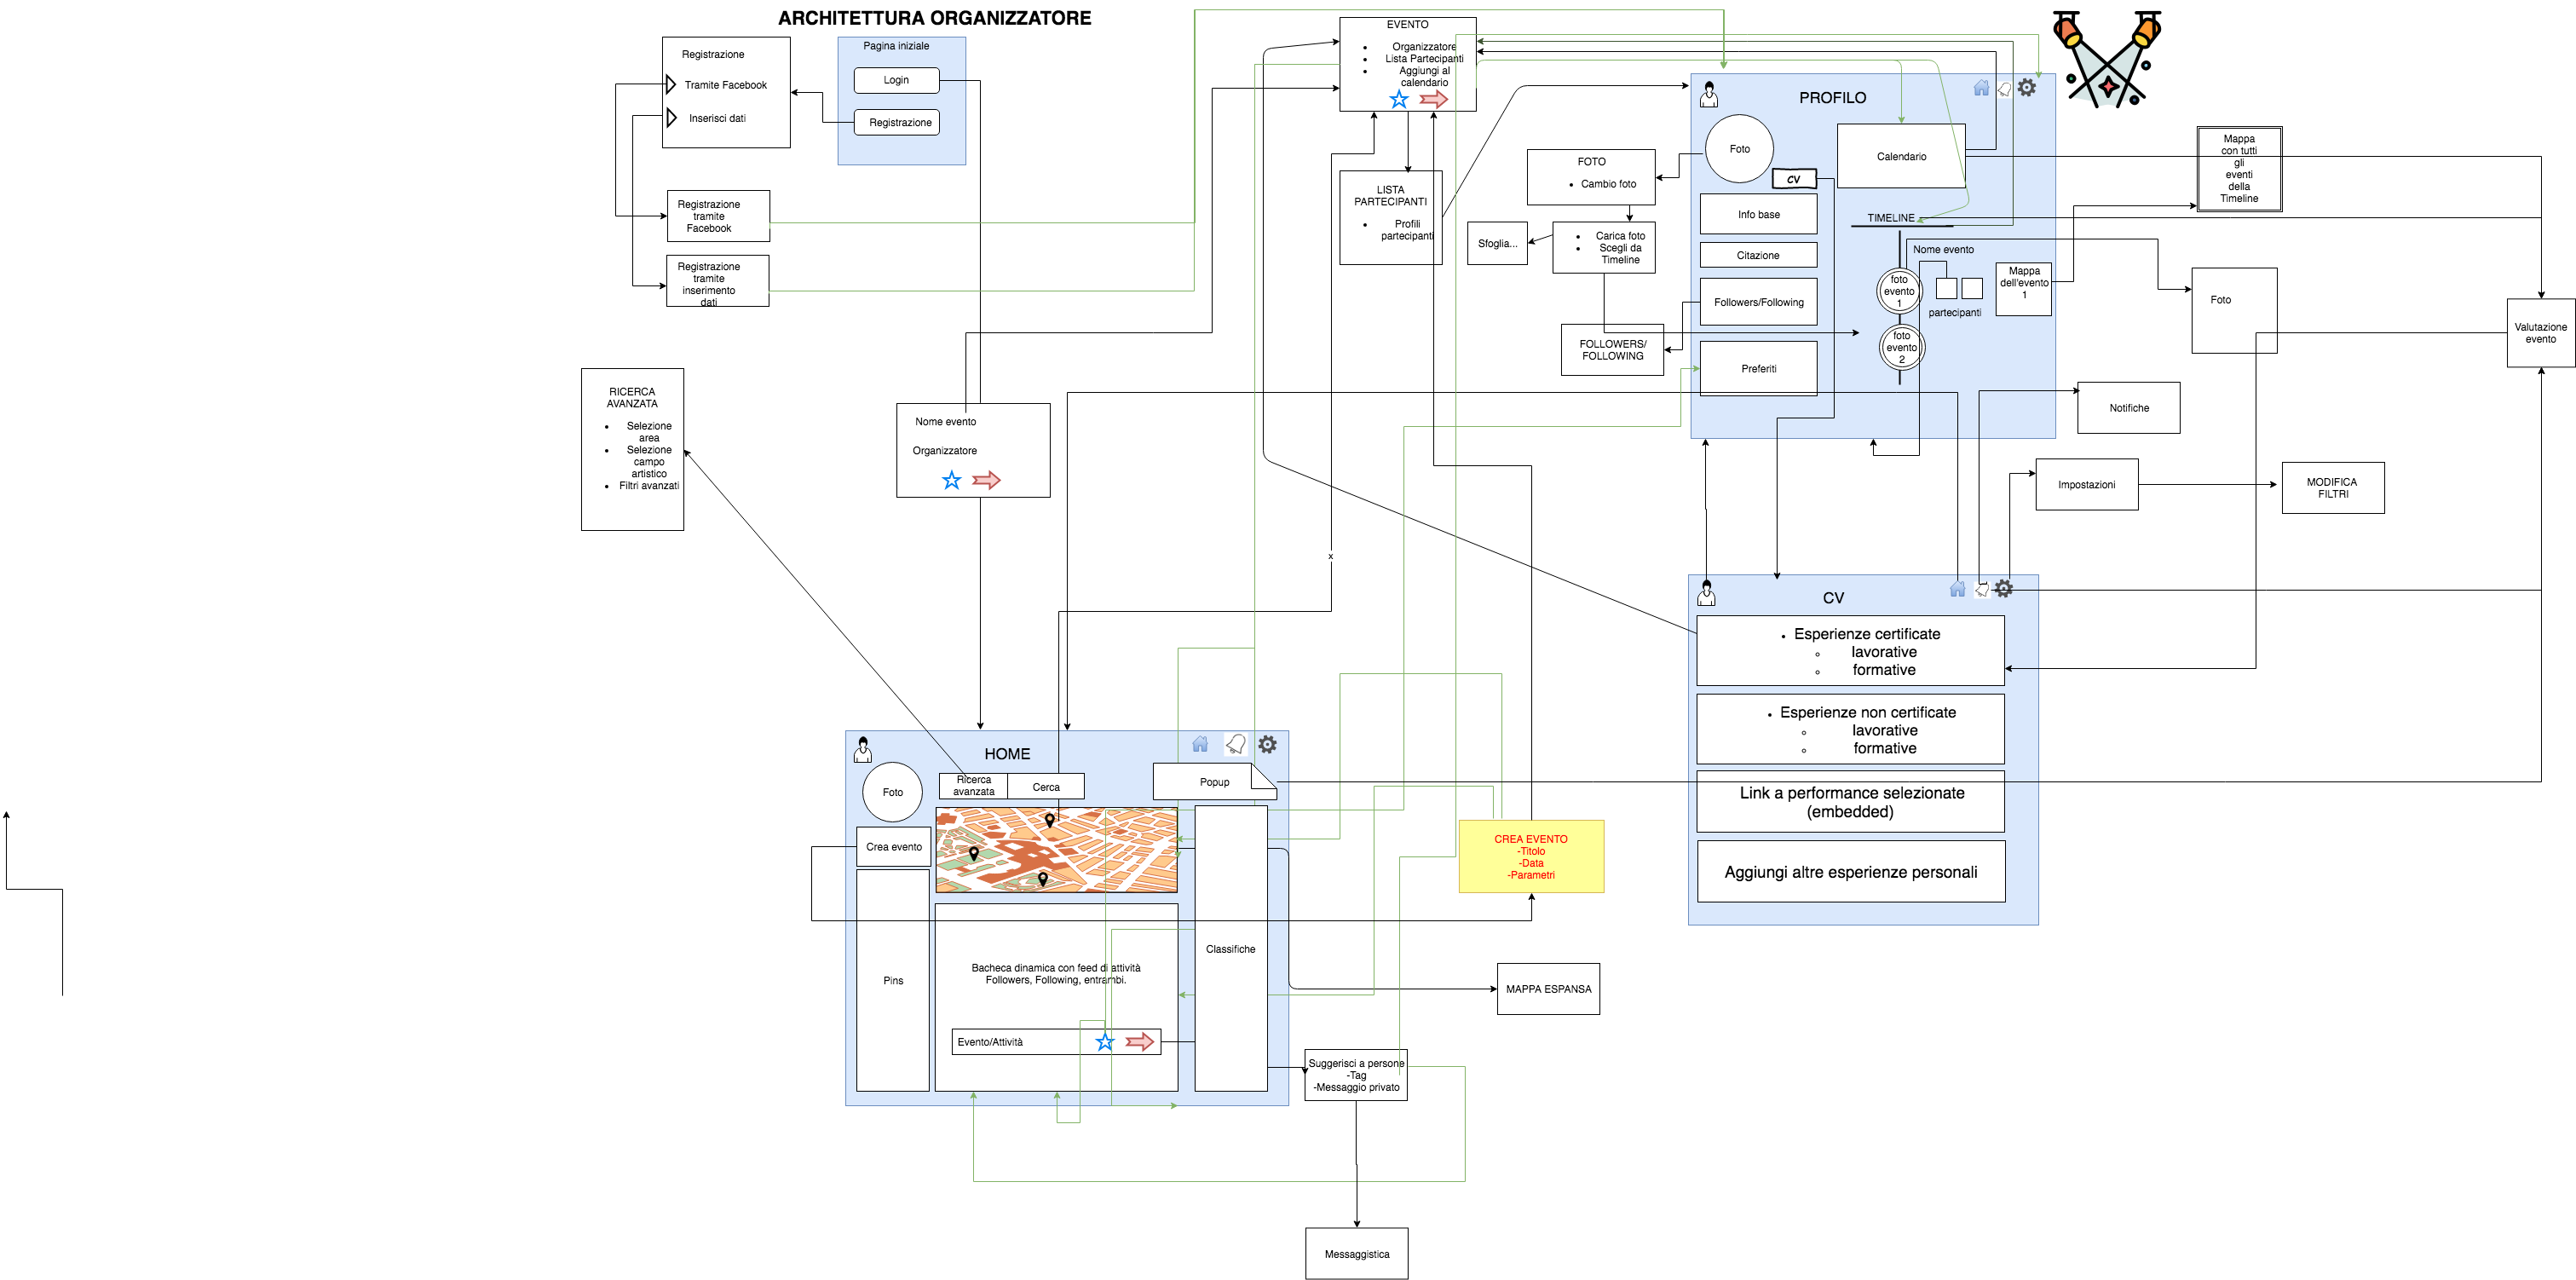 ARCHITETTURA ORGANIZZATORE
Registrazione
Tramite Facebook
Inserisci dati
Pagina iniziale
Login
Registrazione
Registrazione
tramite
Facebook
Registrazione
tramite
inserimento
dati
EVENTO
Organizzatore
Lista Partecipanti
Aggiungi al
calendario
LISTA
PARTECIPANTI
Profili
partecipanti
FOTO
Cambio foto
Carica foto
Scegli da
Timeline
Sfoglia...
FOLLOWERS/
FOLLOWING
PROFILO
Foto
CV
Calendario
Info base
Citazione
Followers/Following
Preferiti
TIMELINE
Nome evento
foto
evento
1
partecipanti
foto
evento
2
Mappa
dell'evento
1
Mappa
con tutti
gli
eventi
della
Timeline
Foto
Valutazione
evento
Notifiche
Impostazioni
MODIFICA
FILTRI
RICERCA
AVANZATA
Selezione
area
Selezione
campo
artistico
Filtri avanzati
Nome evento
Organizzatore
x
CV
Esperienze certificate
lavorative
formative
Esperienze non certificate
lavorative
formative
Link a performance selezionate
(embedded)
Aggiungi altre esperienze personali
HOME
Foto
Ricerca
avanzata
Cerca
Popup
Crea evento
Pins
Bacheca dinamica con feed di attività
Followers, Following, entrambi.
Evento/Attività
Classifiche
CREA EVENTO
-Titolo
-Data
-Parametri
MAPPA ESPANSA
Suggerisci a persone
-Tag
-Messaggio privato
Messaggistica